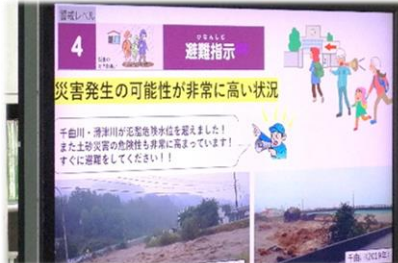 警戒レベル
4
ひなんしじ
避難指示
災害発生の可能性が非常に高い状況
千曲川・滑津川が氾濫危険水位を超えました！
また土砂災害の危険性も非常に高まっています！
すぐに避難をしてください！！
千曲